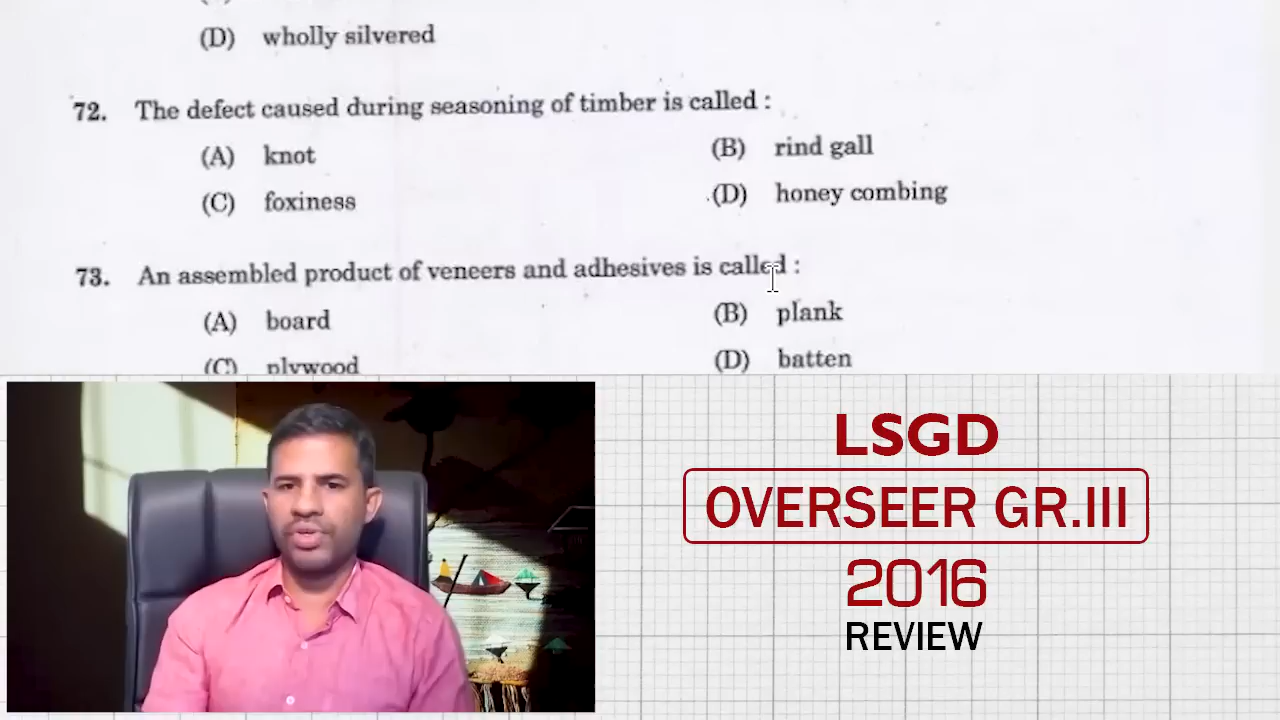 (D) wholly silvered
72. The defect caused during seasoning of timber is called :
(A) knot (B) rind gall
(C) foxiness (D) honey combing
73. An assembled product of veneers and adhesives is called :
(A) board (B) plank
(C) plywood (D) batten
LSGD
OVERSEER GR.III
2016
REVIEW